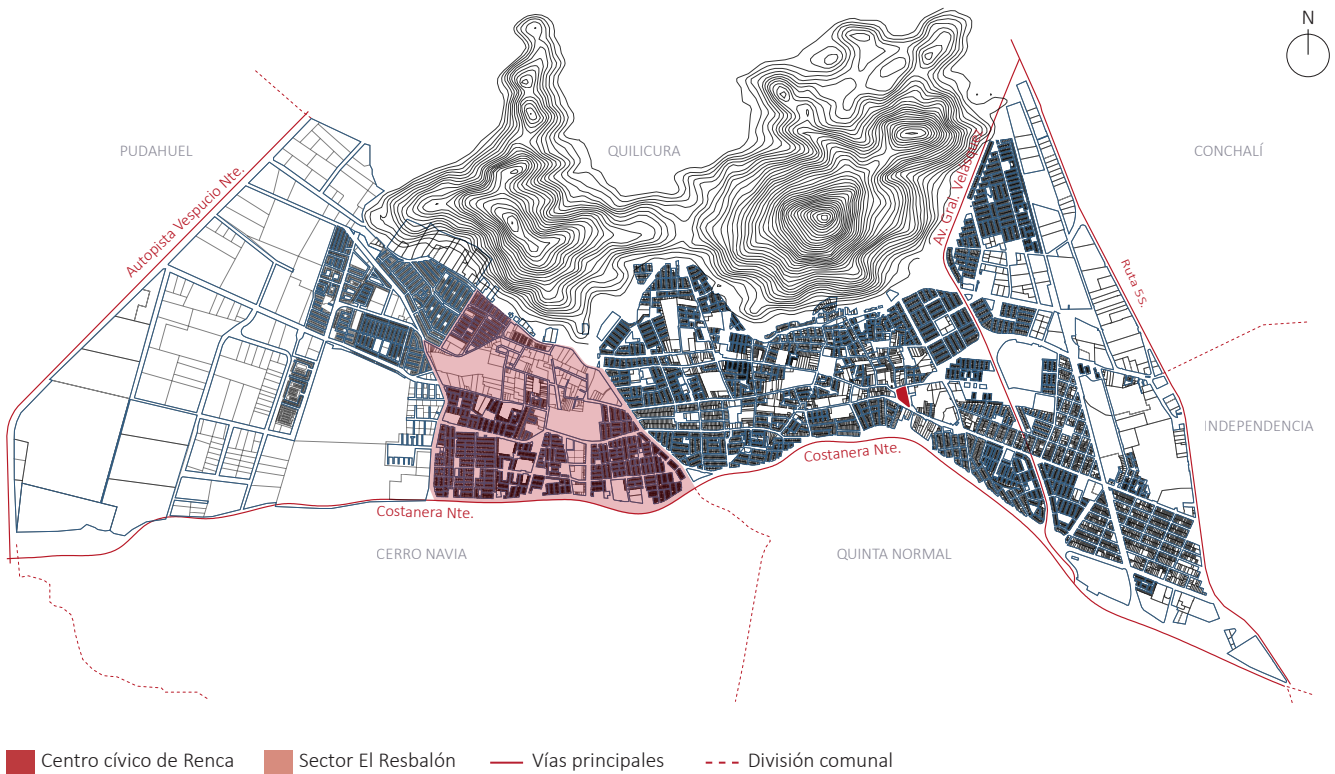 N
PUDAHUEL
QUILICURA
CONCHALÍ
Autopista Vespucio Nte.
Av. Gral. Velásquez
Ruta 5S.
INDEPENDENCIA
Costanera Nte.
Costanera Nte.
CERRO NAVIA
QUINTA NORMAL
Centro cívico de Renca
Sector El Resbalón
Vías principales
División comunal